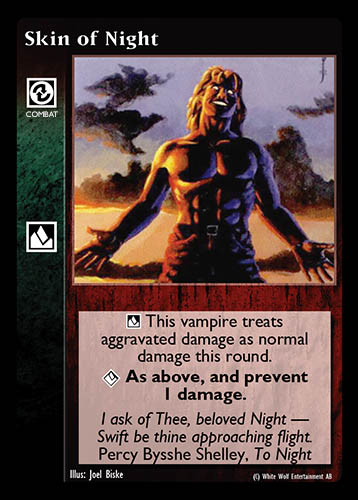 Skin of Night
COMBAT
This vampire treats
aggravated damage as normal
damage this round.
As above, and prevent
1 damage.
I ask of Thee, beloved Night —
Swift be thine approaching flight.
Percy Bysshe Shelley, To Night
Illus: Joel Biske
(C) White Wolf Entertainment AB